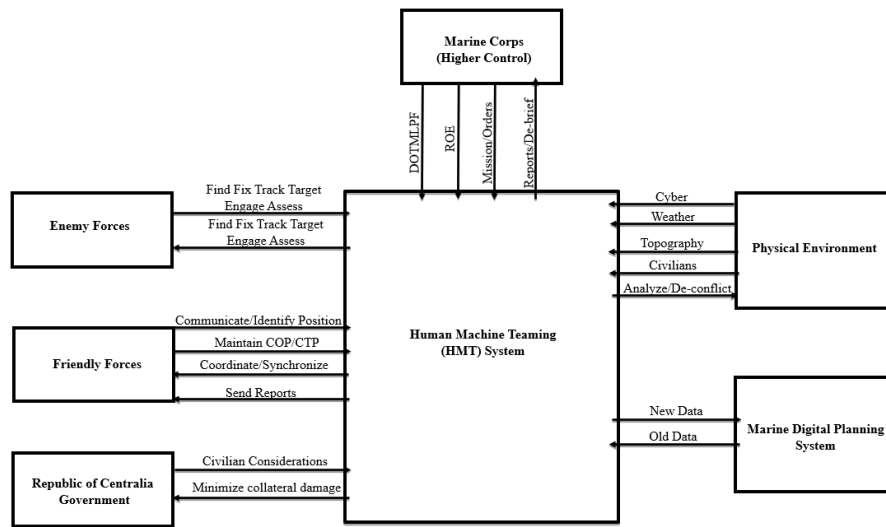 Marine Corps
(Higher Control)
DOTMLPF
ROE
Mission/Orders
Reports/De-brief
Find Fix Track Target
Engage Assess
Find Fix Track Target
Engage Assess
Enemy Forces
Cyber
Weather
Topography
Civilians
Analyze/De-conflict
Physical Environment
Communicate/Identify Position
Maintain COP/CTP
Coordinate/Synchronize
Send Reports
Friendly Forces
Human Machine Teaming
(HMT) System
New Data
Old Data
Marine Digital Planning
System
Civilian Considerations
Minimize collateral damage
Republic of Centralia
Government